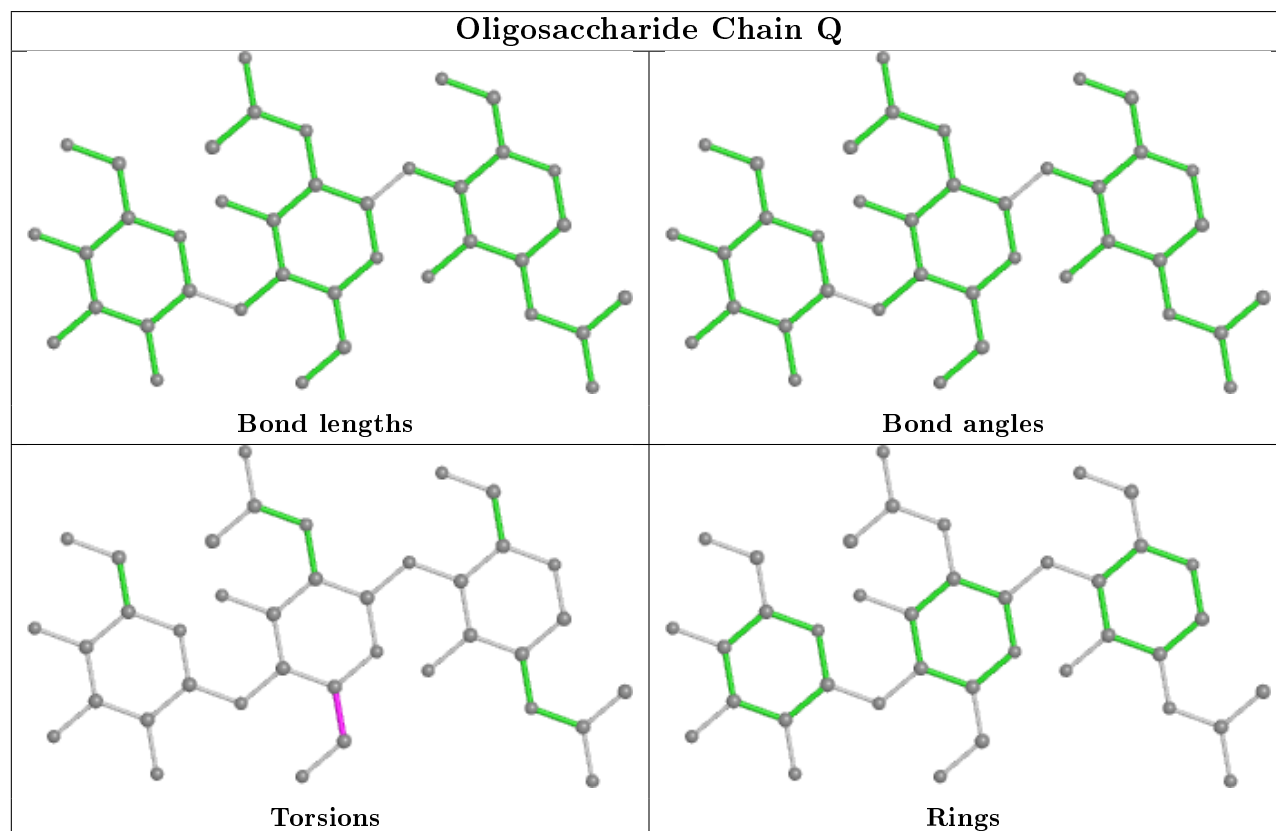 Oligosaccharide Chain Q
Bond lengths
Bond angles
Torsions
Rings